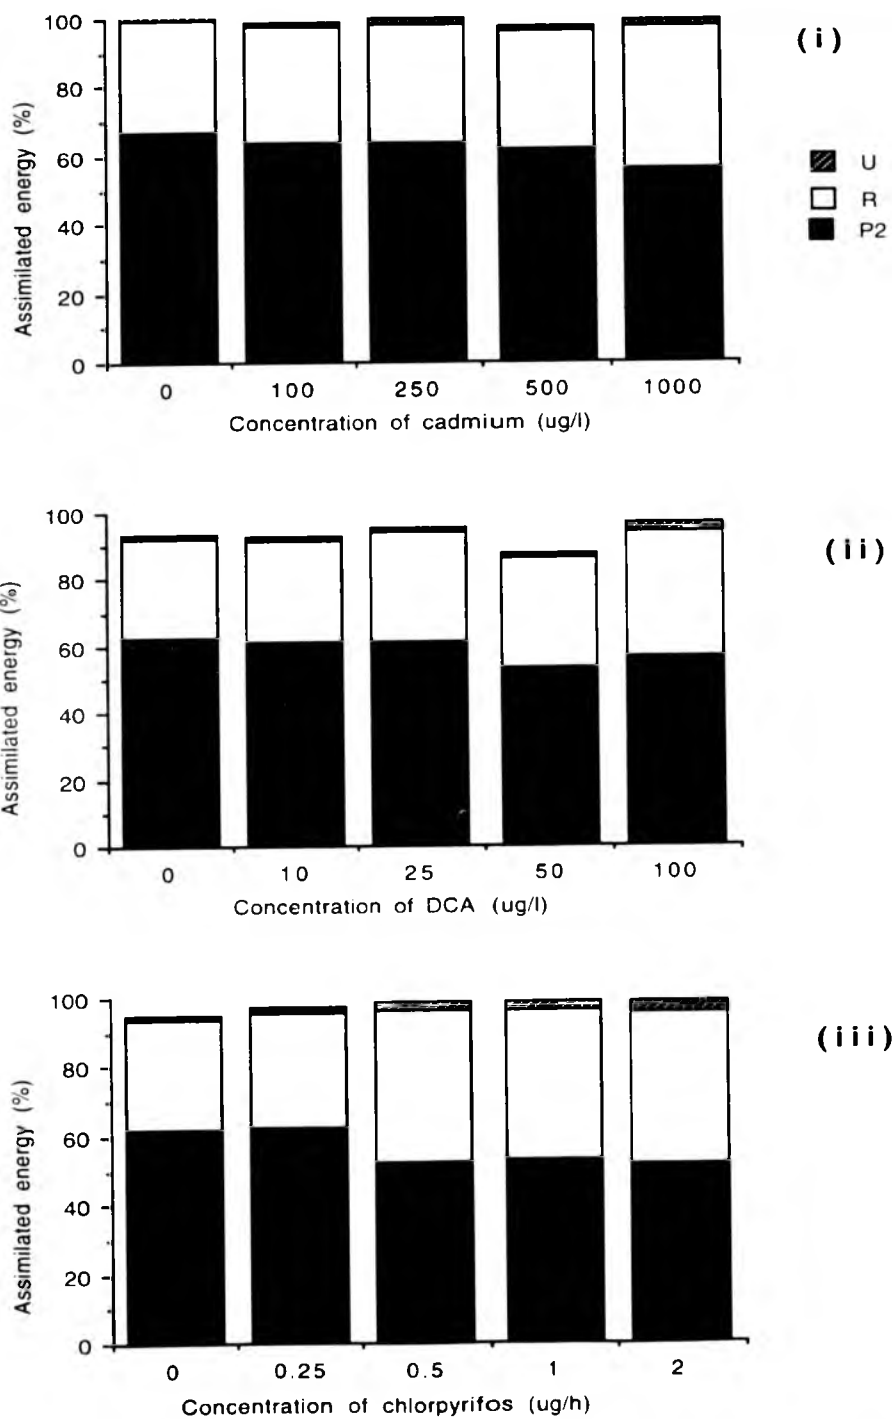 (i)
100
80
60
40
20
0
Assimilated energy (%)
U
R
P2
0 100 250 500 1000
Concentration of cadmium (ug/l)
(ii)
100
80
60
40
20
0
Assimilated energy (%)
0 10 25 50 100
Concentration of DCA (ug/l)
(iii)
100
80
60
40
20
0
Assimilated energy (%)
0 0.25 0.5 1 2
Concentration of chlorpyrifos (ug/h)